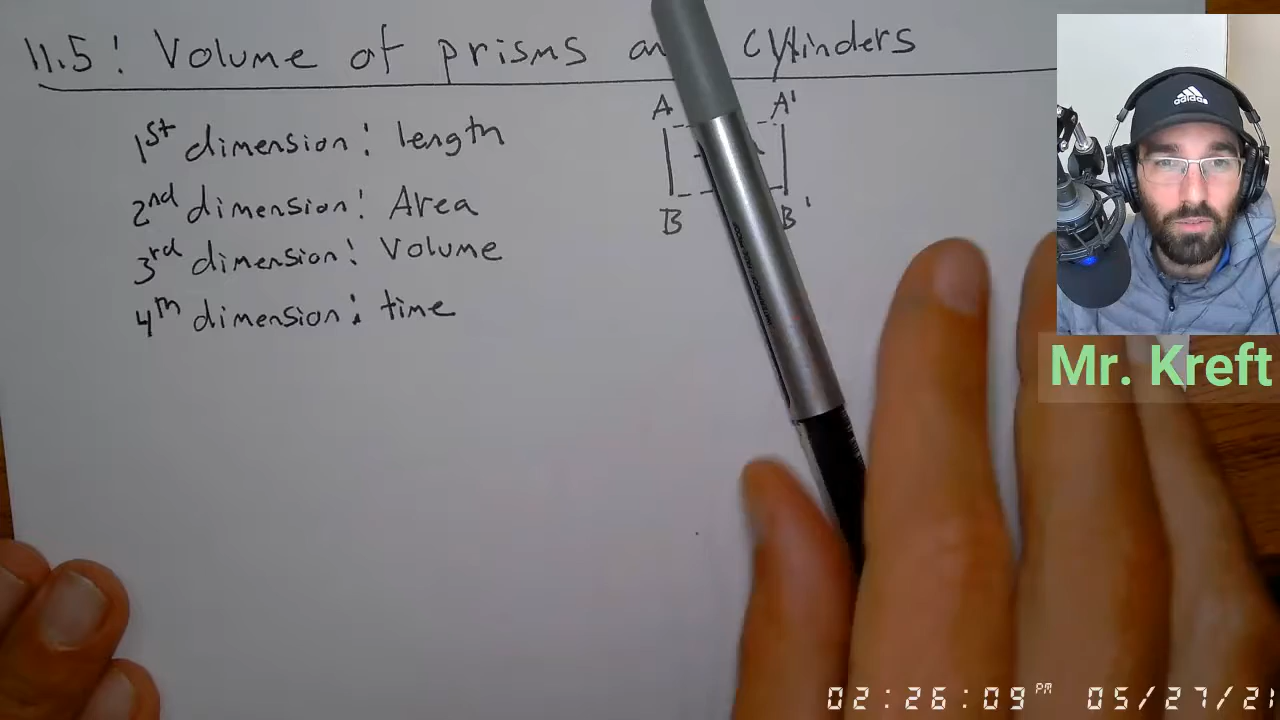 11.5: Volume of prisms an cylinders
1st dimension: length
2nd dimension: Area
3rd dimension: Volume
4th dimension: time
A A'
B B'
adidas
Mr. Kreft
02:26:09 PM 05/27/21